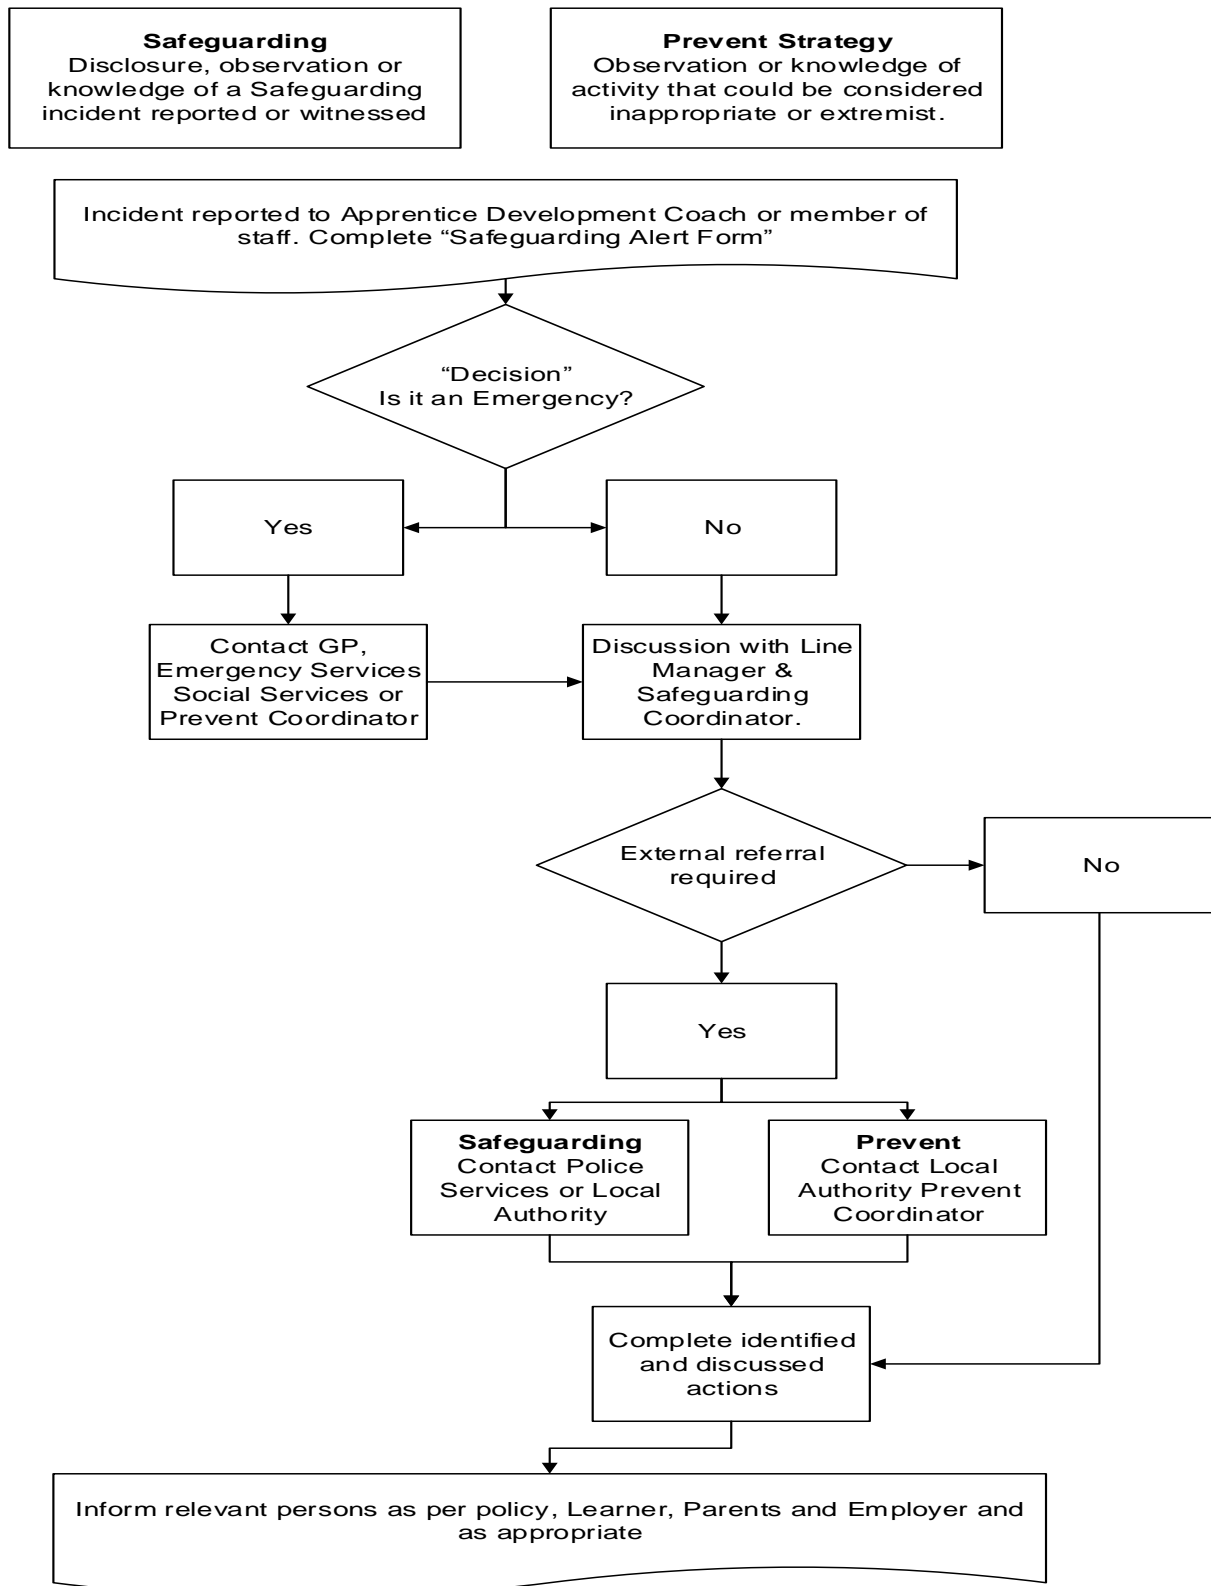 Safeguarding
Disclosure, observation or
knowledge of a Safeguarding
incident reported or witnessed
Prevent Strategy
Observation or knowledge of
activity that could be considered
inappropriate or extremist.
Incident reported to Apprentice Development Coach or member of
staff. Complete “Safeguarding Alert Form”
“Decision”
Is it an Emergency?
Yes
No
Contact GP,
Emergency Services
Social Services or
Prevent Coordinator
Discussion with Line
Manager &
Safeguarding
Coordinator.
External referral
required
No
Yes
Safeguarding
Contact Police
Services or Local
Authority
Prevent
Contact Local
Authority Prevent
Coordinator
Complete identified
and discussed
actions
Inform relevant persons as per policy, Learner, Parents and Employer and
as appropriate